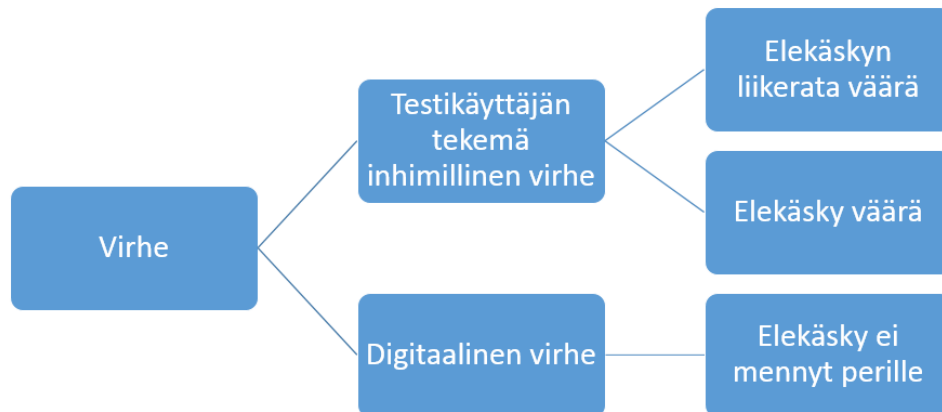 Virhe
Testikäyttäjän
tekemä
inhimillinen virhe
Elekäskyn
liikerata väärä
Elekäsky väärä
Digitaalinen virhe
Elekäsky ei
mennyt perille